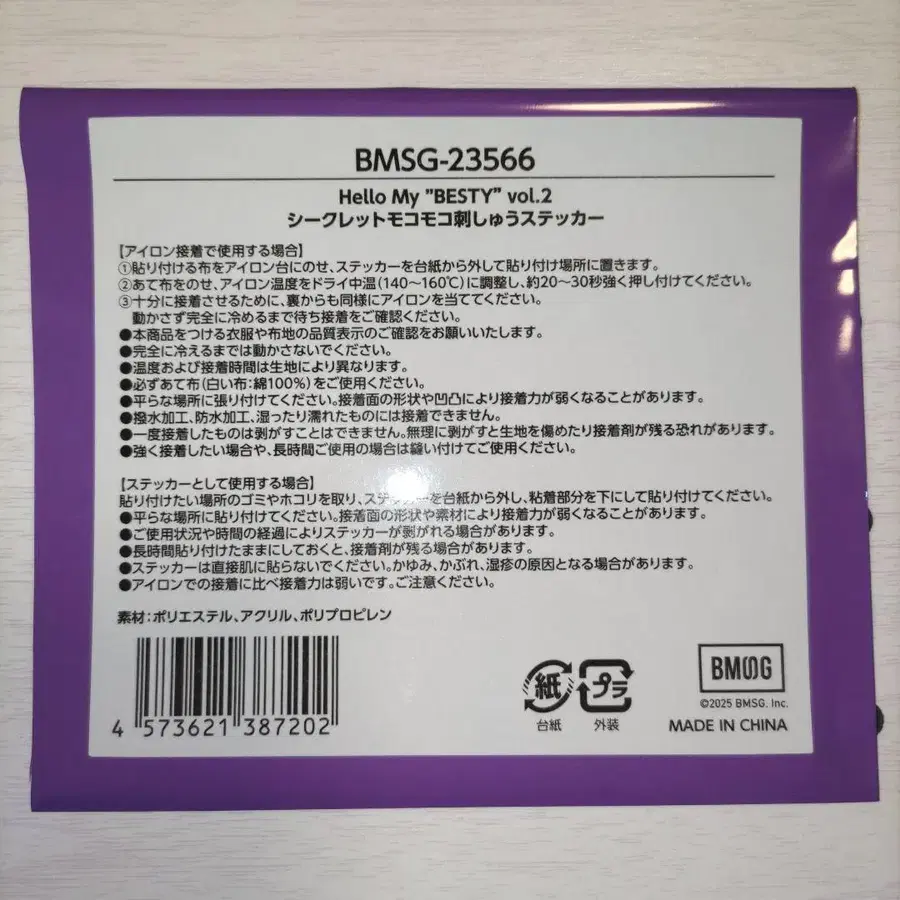 BMSG-23566
Hello My "BESTY" vol.2
シークレットモコモコ刺しゅうステッカー
【アイロン接着で使用する場合】
①貼り付ける布をアイロン台にのせ、ステッカーを台紙から外して貼り付け場所に置きます。
②あて布をのせ、アイロン温度をドライ中温(140〜160℃)に調整し、約20〜30秒強く押し付けてください。
③十分に接着させるために、裏からも同様にアイロンを当ててください。
動かさず完全に冷めるまで待ち接着をご確認ください。
●本商品をつける衣服や布地の品質表示のご確認をお願いいたします。
●完全に冷えるまでは動かさないでください。
●温度および接着時間は生地により異なります。
●必ずあて布(白い布:綿100%)をご使用ください。
●平らな場所に張り付けてください。接着面の形状や凹凸により接着力が弱くなることがあります。
●撥水加工、防水加工、湿ったり濡れたものには接着できません。
●一度接着したものは剥がすことはできません。無理に剥がすと生地を傷めたり接着剤が残る恐れがあります。
●強く接着したい場合や、長時間ご使用の場合は縫い付けてご使用ください。
【ステッカーとして使用する場合】
貼り付けたい場所のゴミやホコリを取り、ステッカーを台紙から外し、粘着部分を下にして貼り付けてください。
●平らな場所に貼り付けてください。接着面の形状や素材により接着力が弱くなることがあります。
●ご使用状況や時間の経過によりステッカーが剥がれる場合があります。
●長時間貼り付けたままにしておくと、接着剤が残る場合があります。
●ステッカーは直接肌に貼らないでください。かゆみ、かぶれ、湿疹の原因となる場合があります。
●アイロンでの接着に比べ接着力は弱いです。ご注意ください。
素材:ポリエステル、アクリル、ポリプロピレン
4 573621 387202
紙
台紙
プラ
外装
BMSG
©2025 BMSG. Inc.
MADE IN CHINA